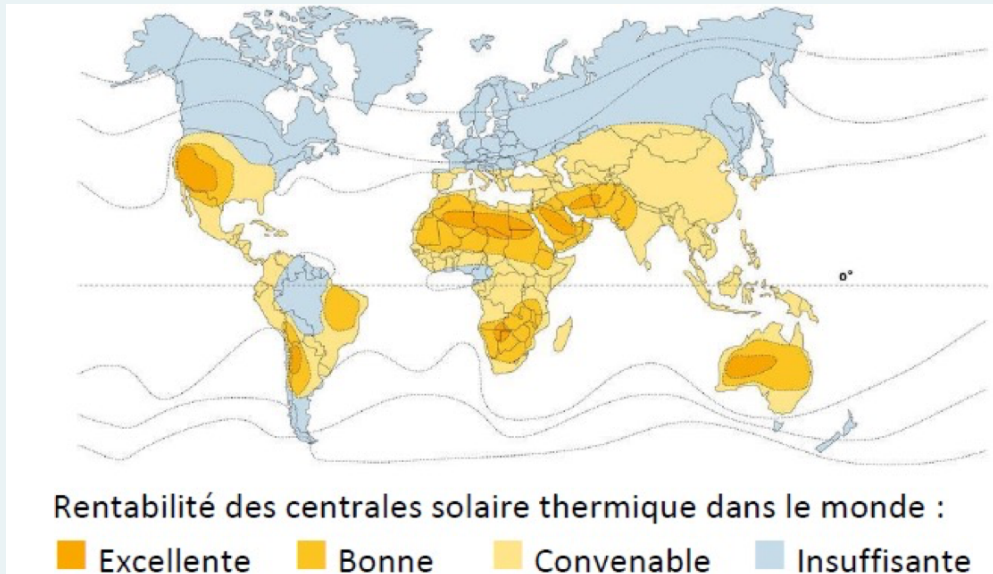 0°
Rentabilité des centrales solaire thermique dans le monde :
Excellente Bonne Convenable Insuffisante